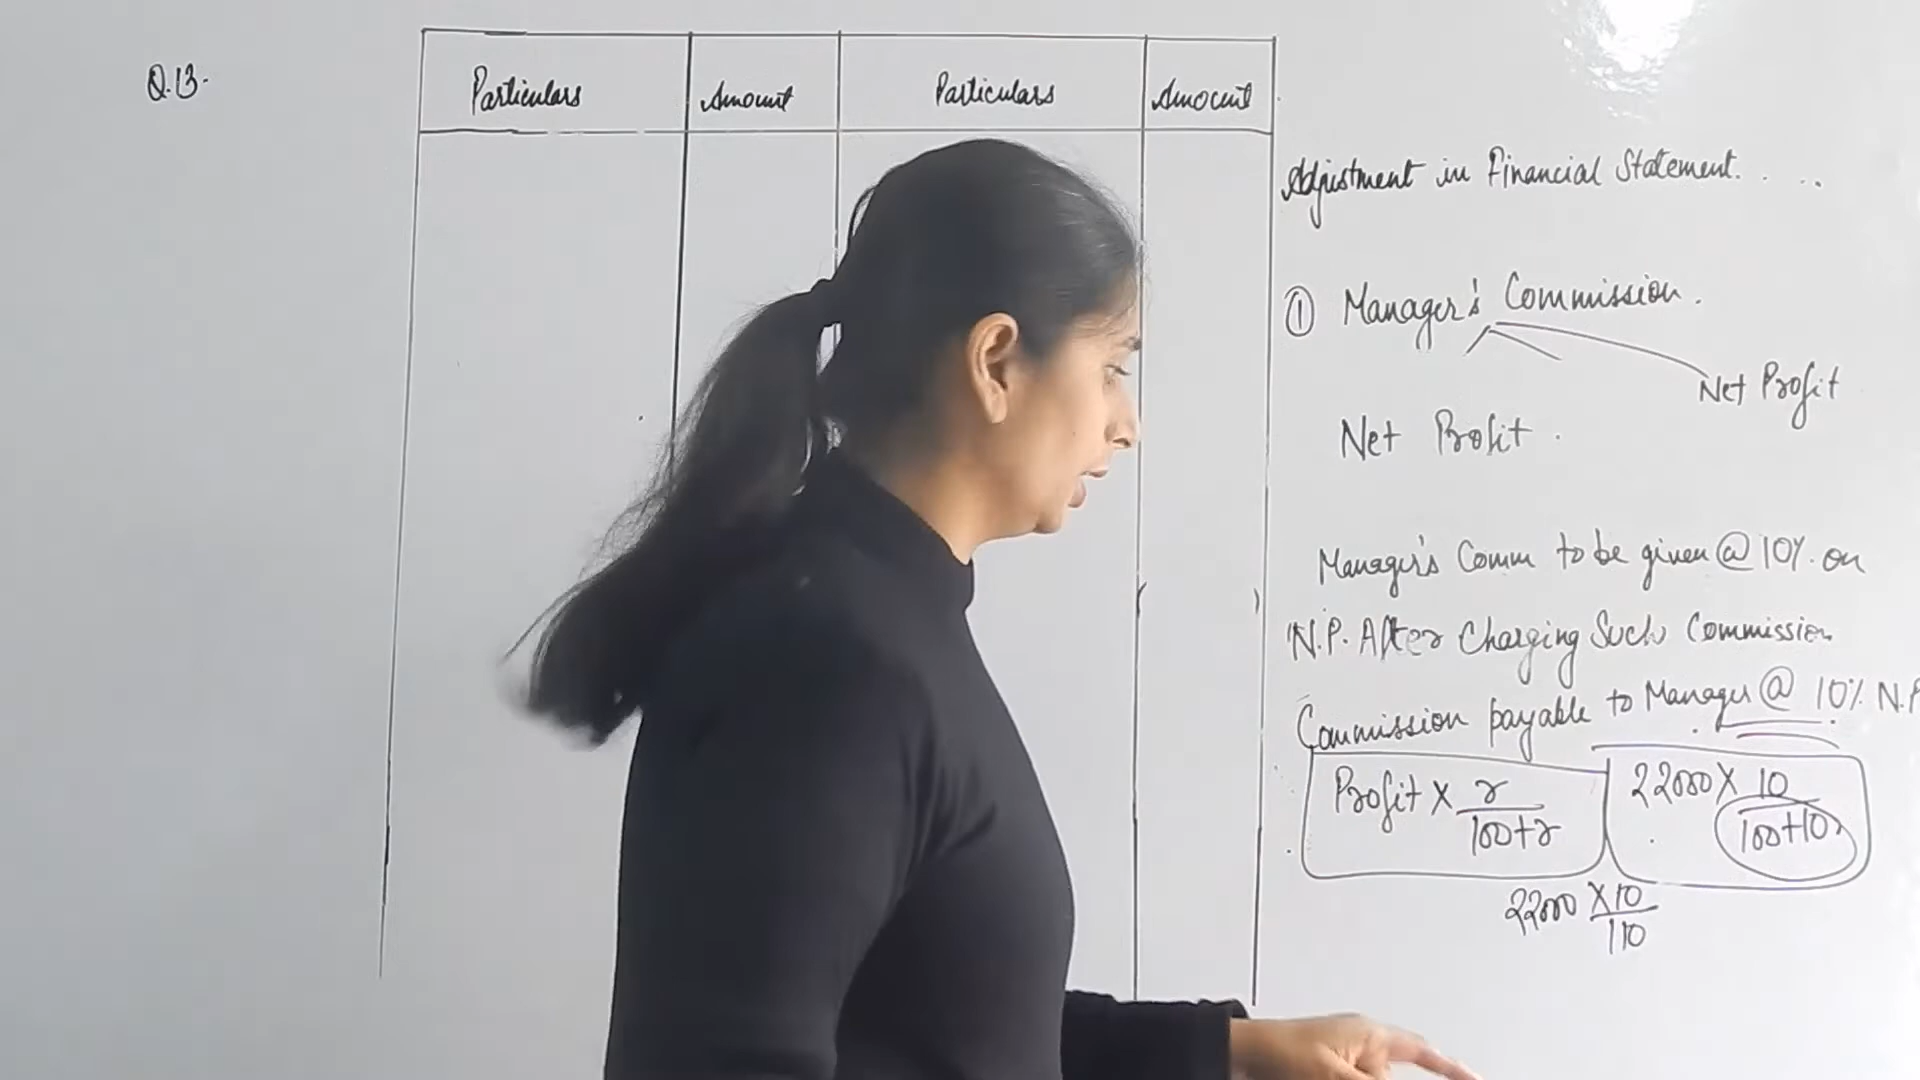 Q.13.
Particulars Amount Particulars Amount
Adjustment in Financial Statement. . ..
① Manager's Commission.
Net Profit
Net Profit .
Manager's Comm to be given @ 10% on
N.P. After Charging Such Commission
Commission payable to Manager @ 10% N.P
Profit X r/100+r 22000 X 10/100+10
22000 X 10/110